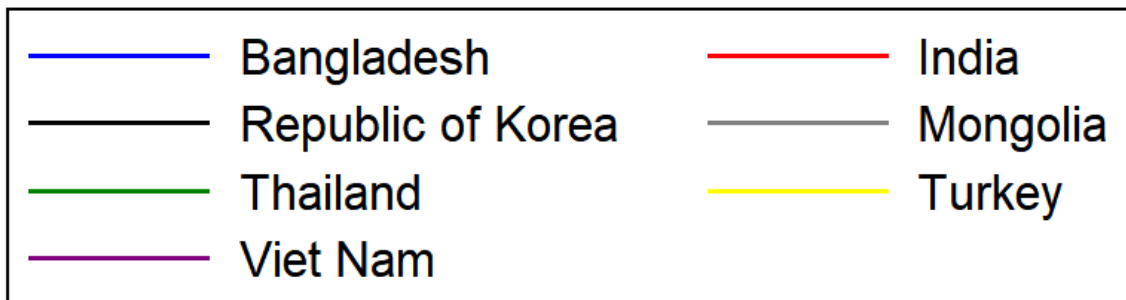 Bangladesh India
Republic of Korea Mongolia
Thailand Turkey
Viet Nam